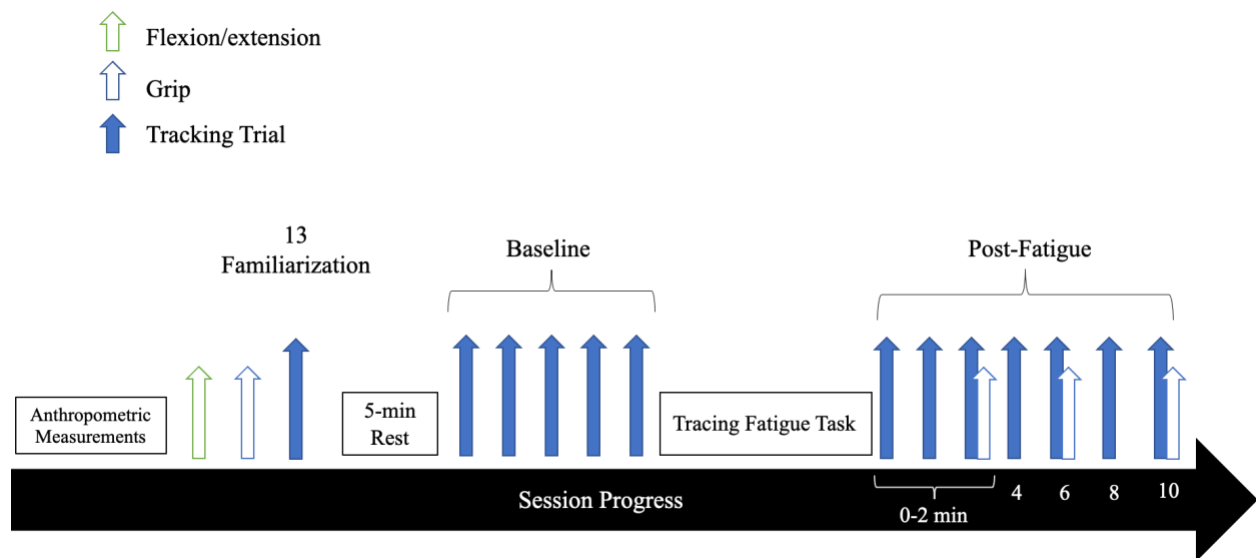 Flexion/extension
Grip
Tracking Trial
13
Familiarization
Baseline
Post-Fatigue
Anthropometric
Measurements
5-min
Rest
Tracing Fatigue Task
Session Progress
0-2 min
4
6
8
10